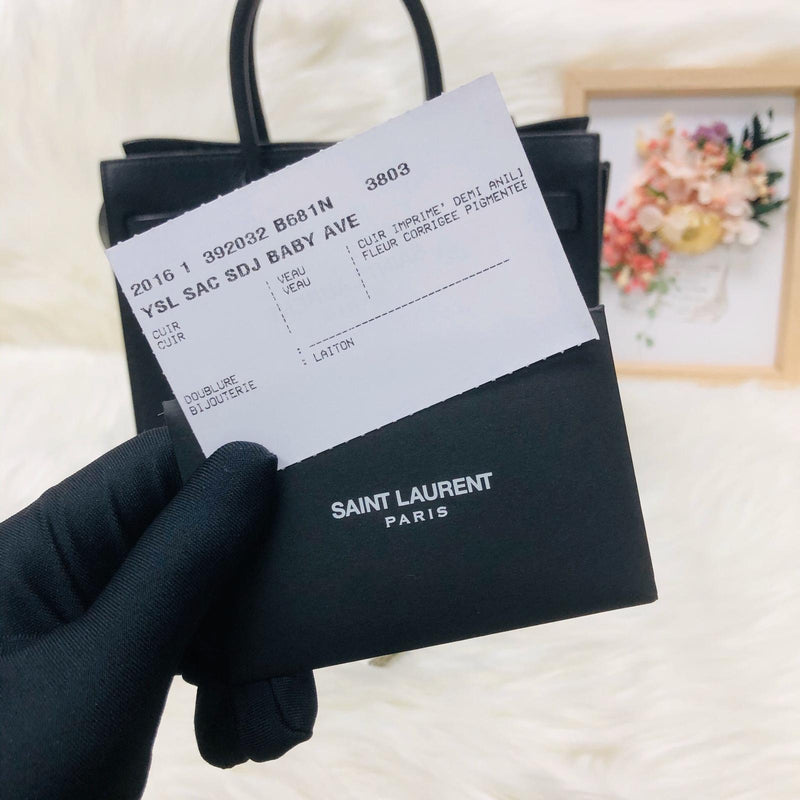 2016 1 392032 B681N 3803
YSL SAC SDJ BABY AVE
CUIR : VEAU : CUIR IMPRIME' DEMI ANIL
CUIR : VEAU : FLEUR CORRIGEE PIGMENTEE
DOUBLURE : --------------------
BIJOUTERIE : LAITON
SAINT LAURENT
PARIS